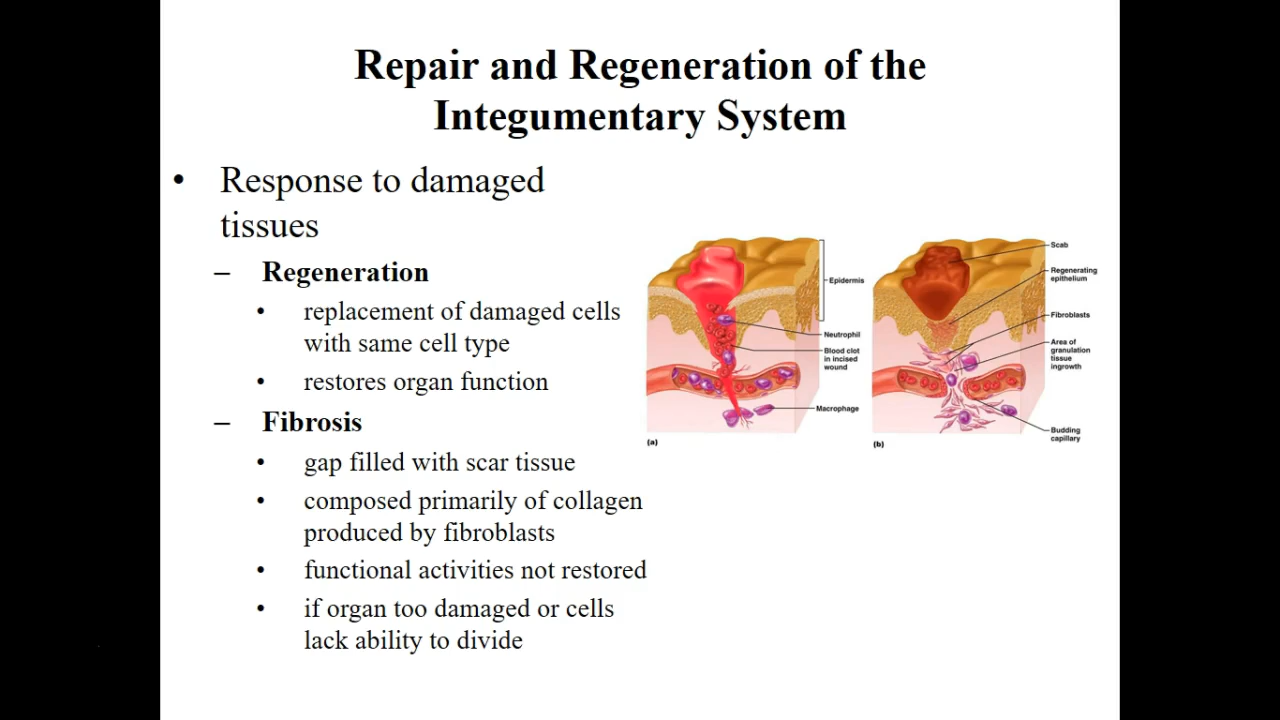 Repair and Regeneration of the
Integumentary System
• Response to damaged
tissues
– Regeneration
• replacement of damaged cells
with same cell type
• restores organ function
– Fibrosis
• gap filled with scar tissue
• composed primarily of collagen
produced by fibroblasts
• functional activities not restored
• if organ too damaged or cells
lack ability to divide
Epidermis
Neutrophil
Blood clot
in incised
wound
Macrophage
(a)
Scab
Regenerating
epithelium
Fibroblasts
Area of
granulation
tissue
ingrowth
Budding
capillary
(b)